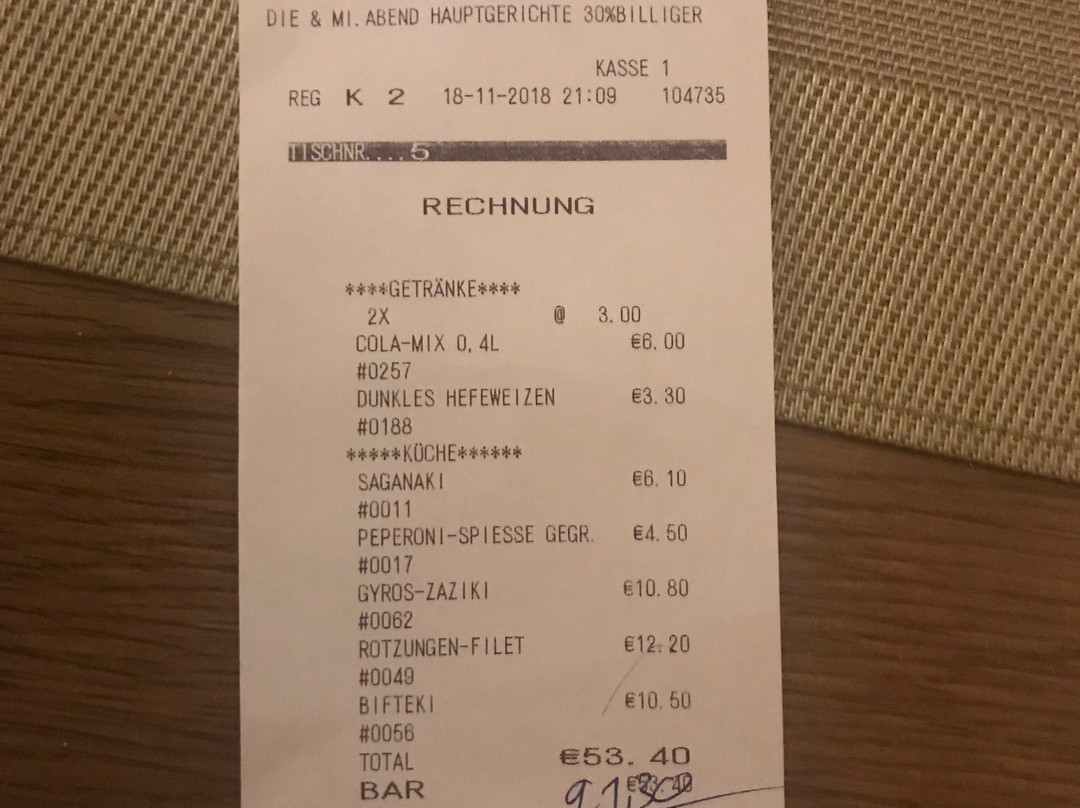 DIE & MI. ABEND HAUPTGERICHTE 30%BILLIGER
KASSE 1
REG K 2 18-11-2018 21:09 104735
TISCHNR....5
RECHNUNG
****GETRÄNKE****
2X @ 3.00
COLA-MIX 0,4L €6.00
#0257
DUNKLES HEFEWEIZEN €3.30
#0188
*****KÜCHE******
SAGANAKI €6.10
#0011
PEPERONI-SPIESSE GEGR. €4.50
#0017
GYROS-ZAZIKI €10.80
#0062
ROTZUNGEN-FILET €12.20
#0049
BIFTEKI €10.50
#0056
TOTAL €53.40
BAR